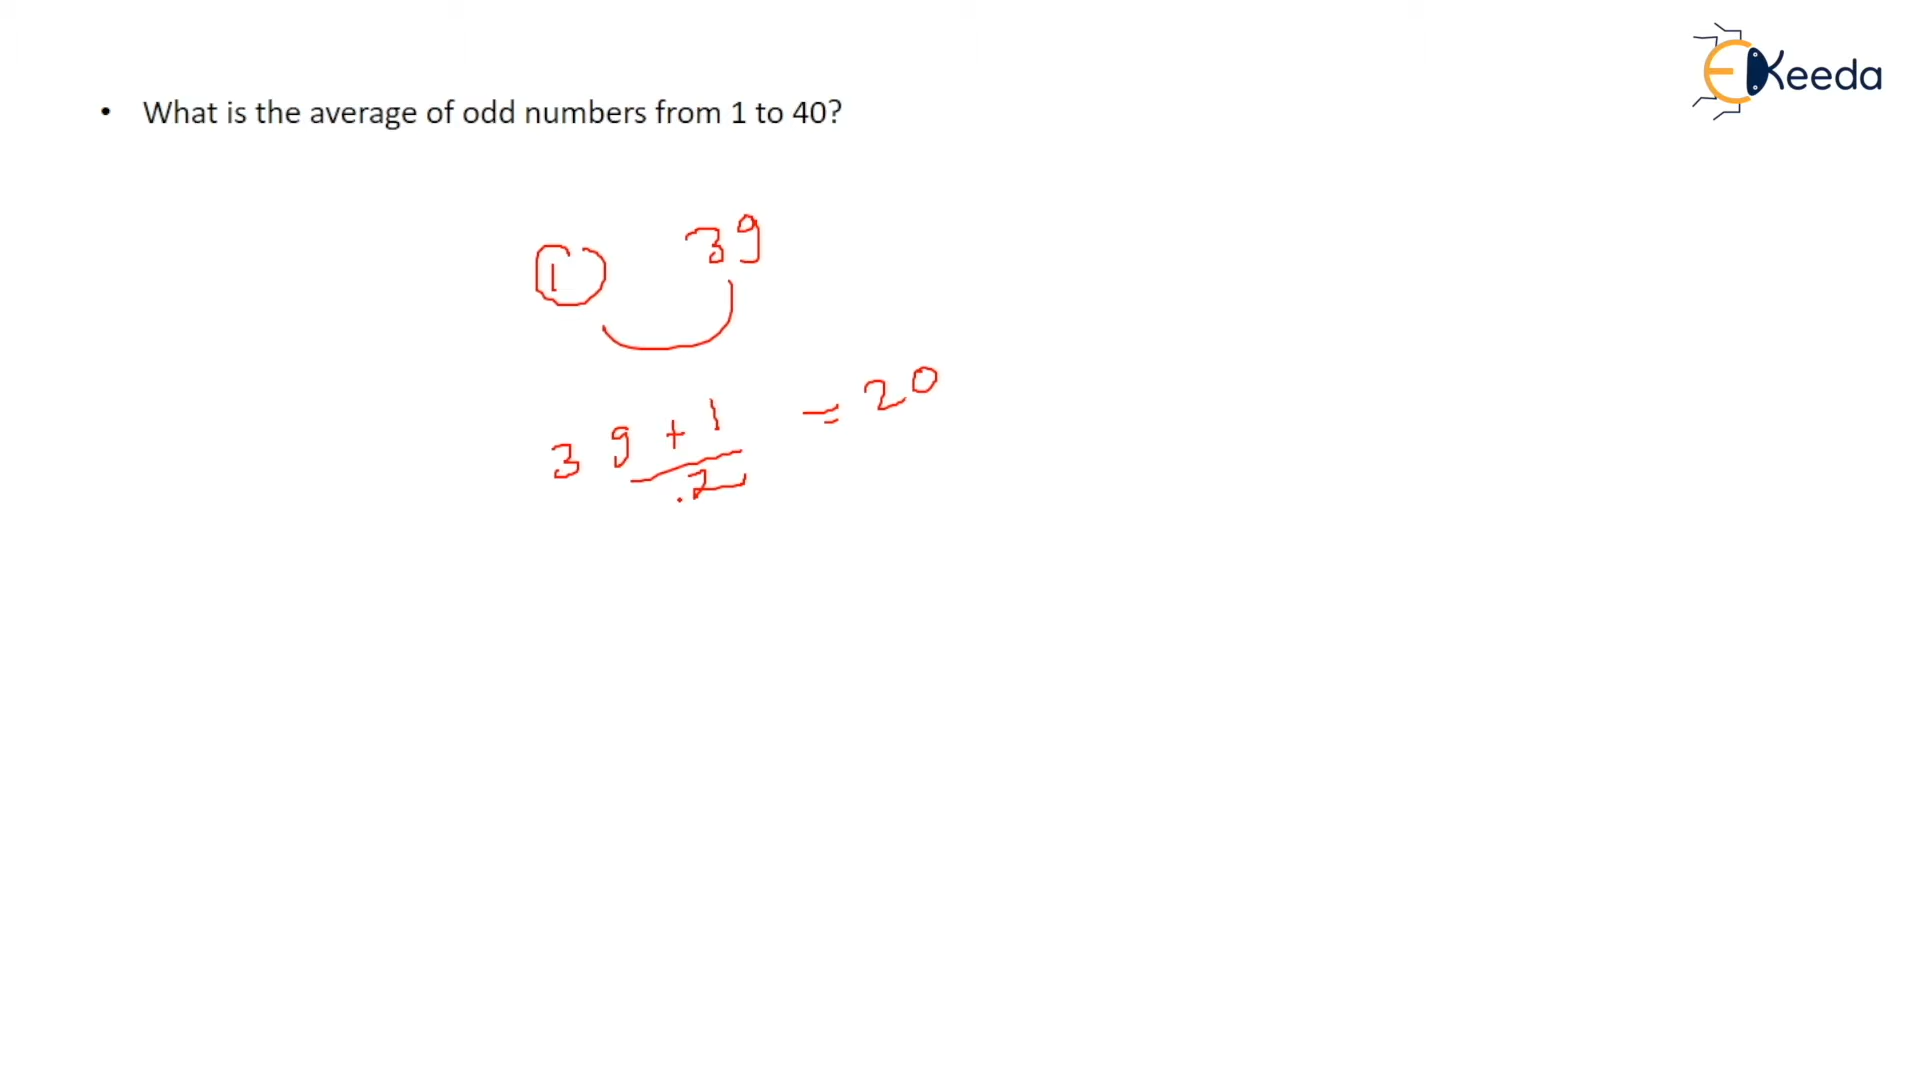 EKeeda
• What is the average of odd numbers from 1 to 40?
1 39
39+1 = 20
2